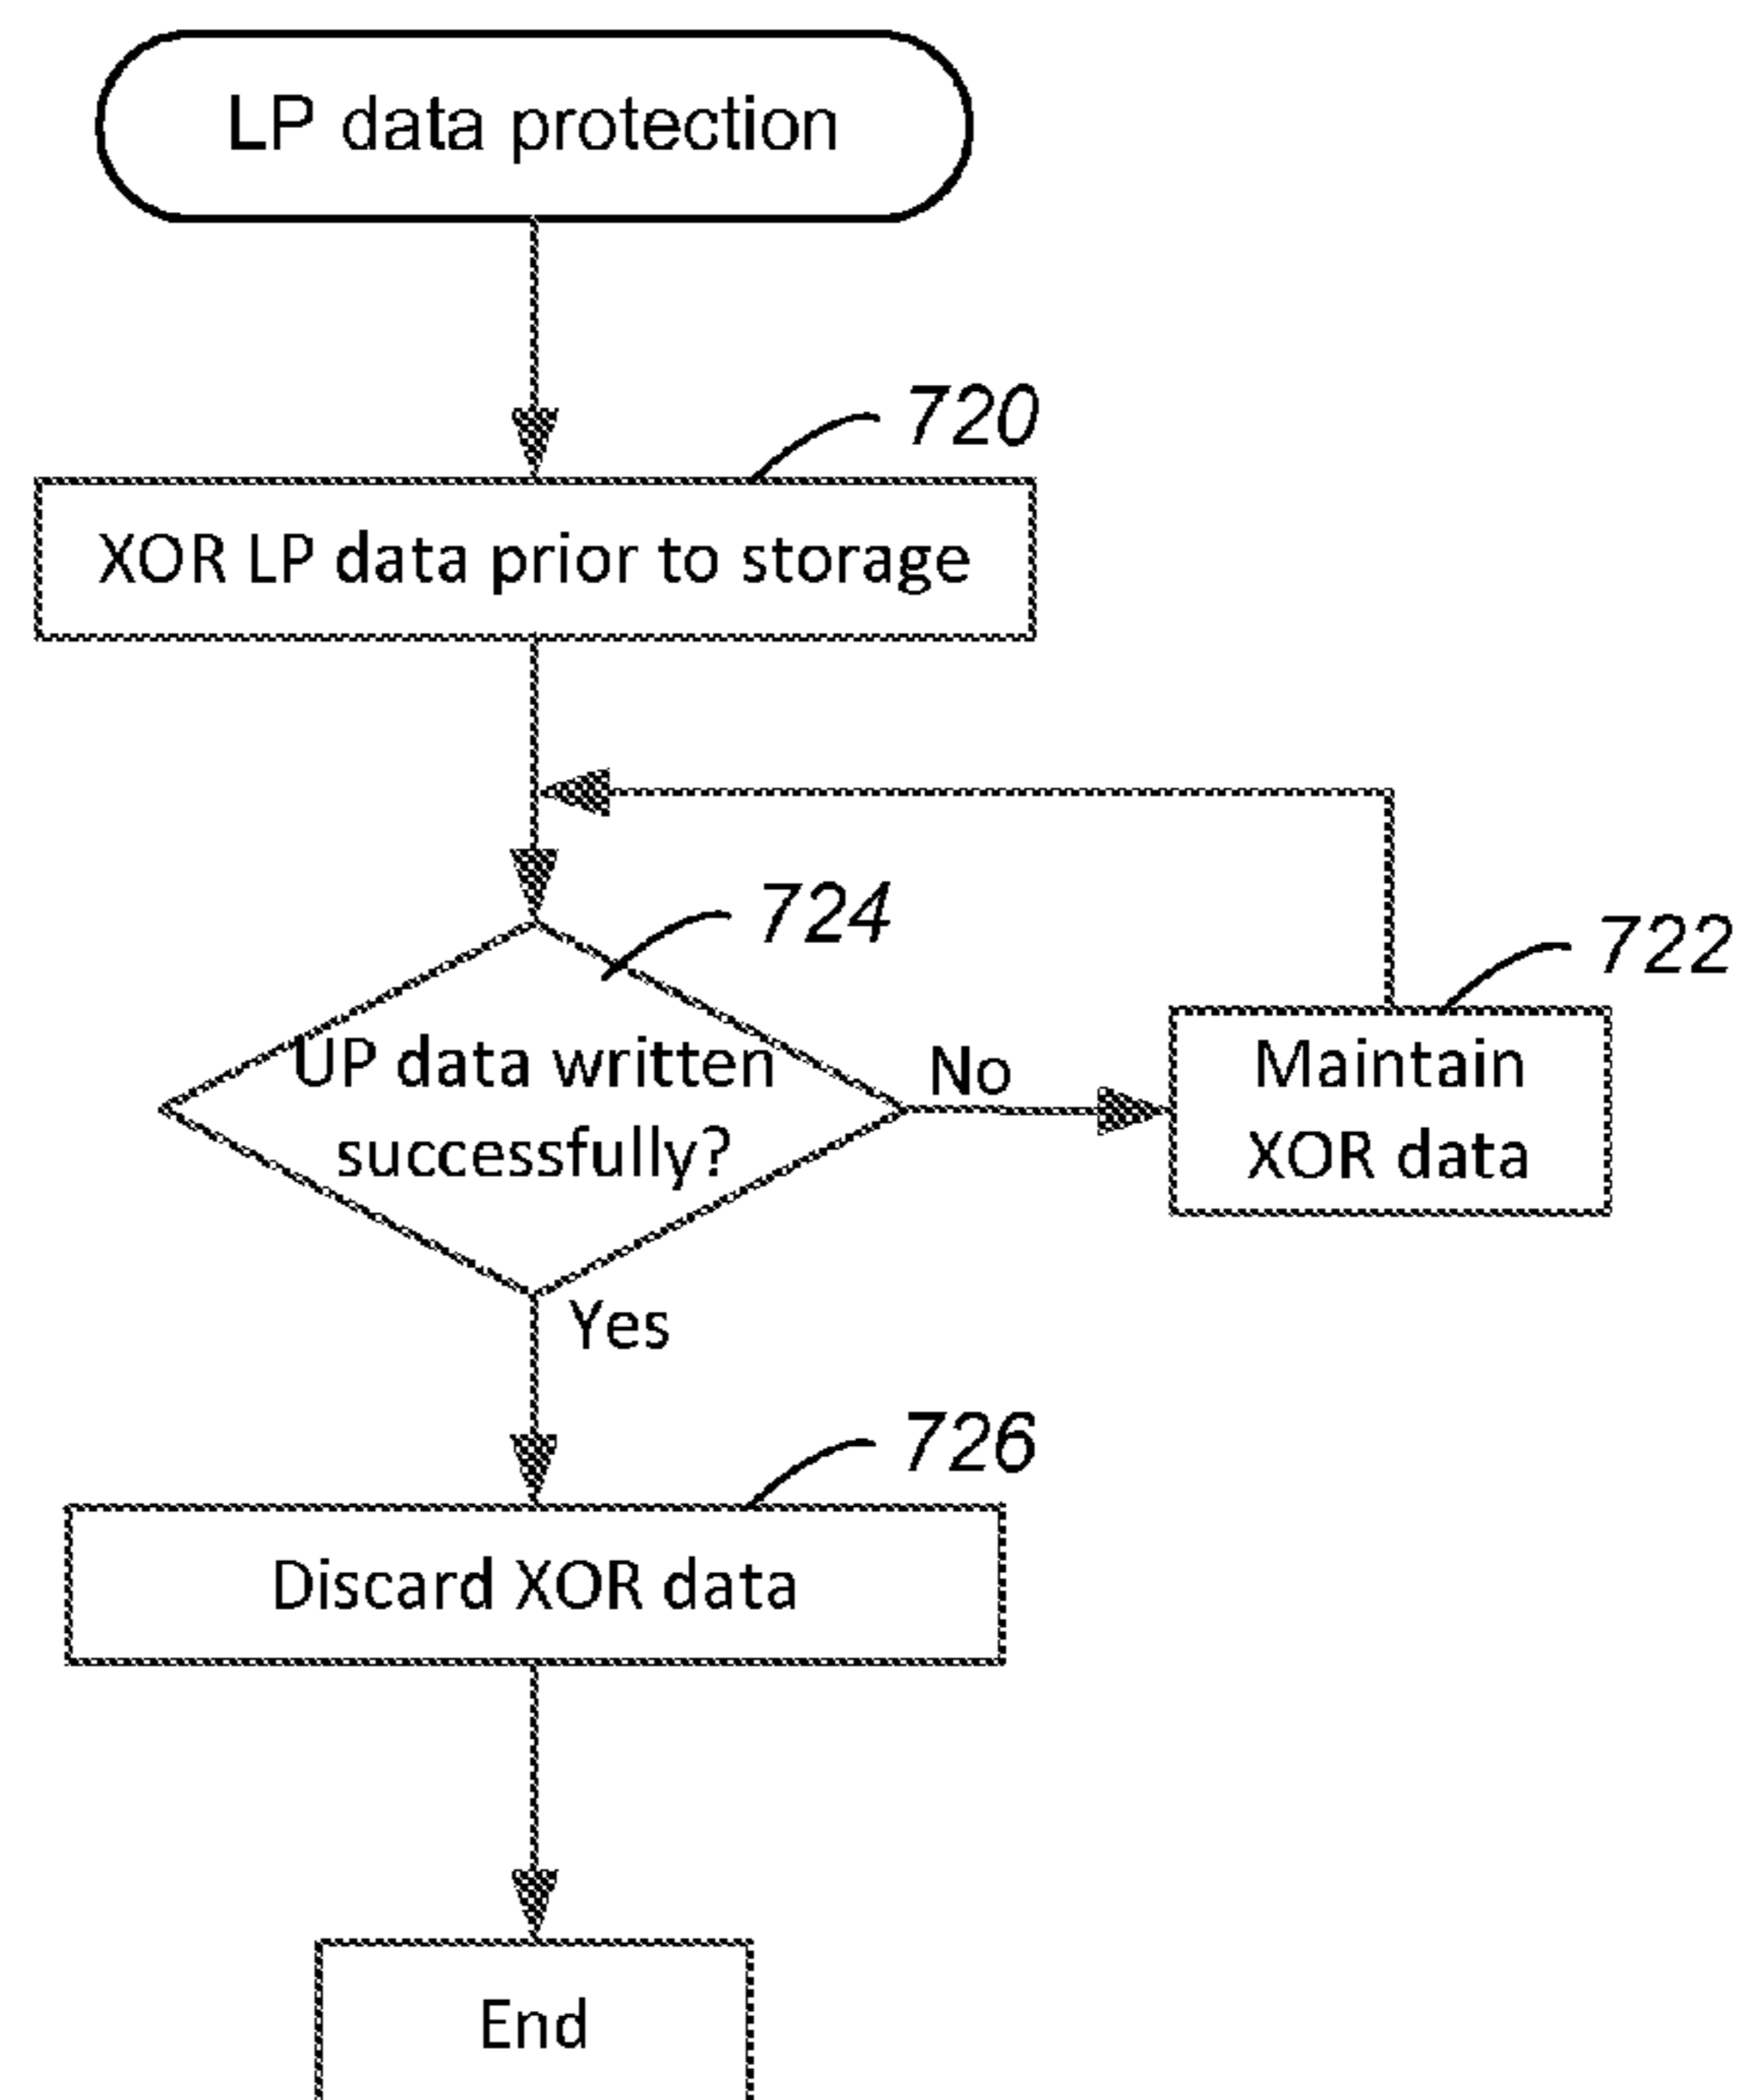 LP data protection
720
XOR LP data prior to storage
724
722
UP data written
successfully?
No
Maintain
XOR data
Yes
726
Discard XOR data
End